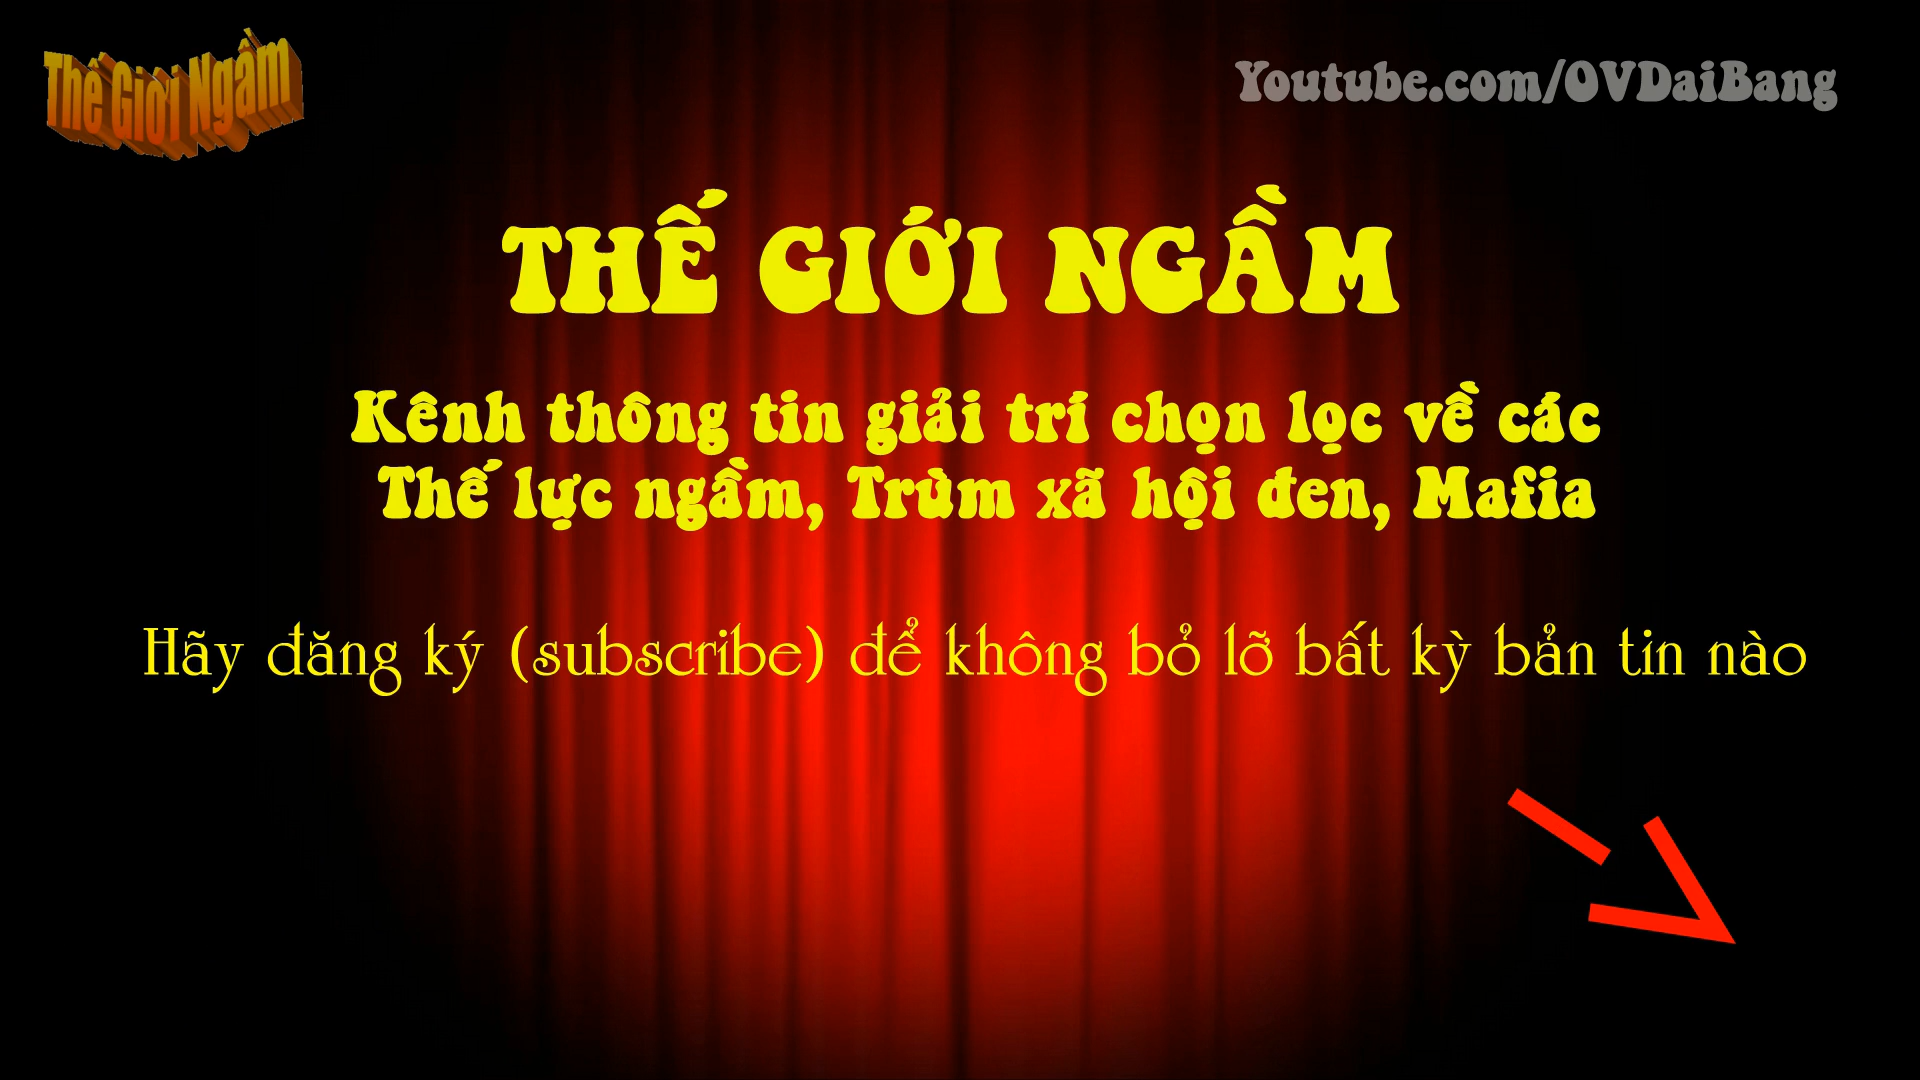 Thế Giới Ngầm
Youtube.com/OVDaiBang
THẾ GIỚI NGẦM
Kênh thông tin giải trí chọn lọc về các
Thế lực ngầm, Trùm xã hội đen, Mafia
Hãy đăng ký (subscribe) để không bỏ lỡ bất kỳ bản tin nào